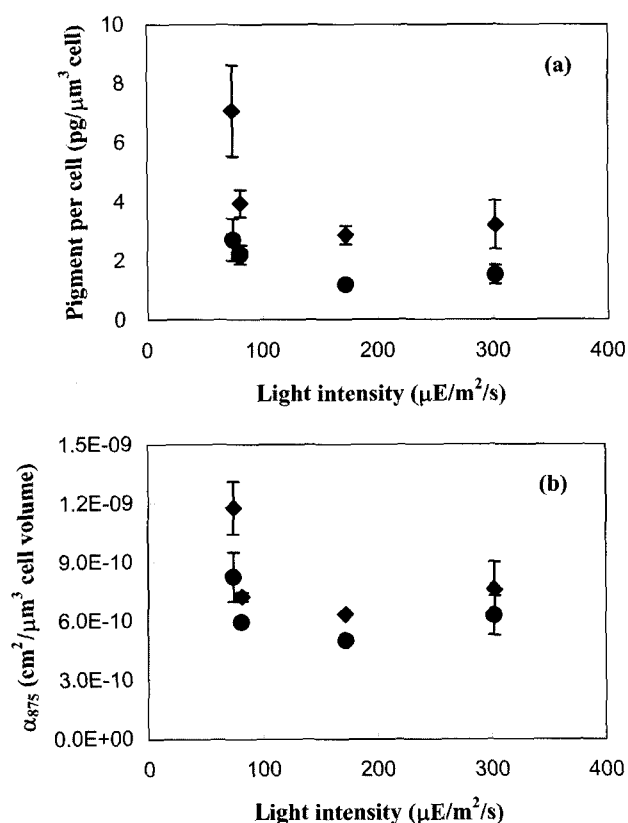 10
8
6
4
2
0
Pigment per cell (pg/μm³ cell)
(a)
0 100 200 300 400
Light intensity (μE/m²/s)
1.5E-09
1.2E-09
9.0E-10
6.0E-10
3.0E-10
0.0E+00
α₈₇₅ (cm²/μm³ cell volume)
(b)
0 100 200 300 400
Light intensity (μE/m²/s)